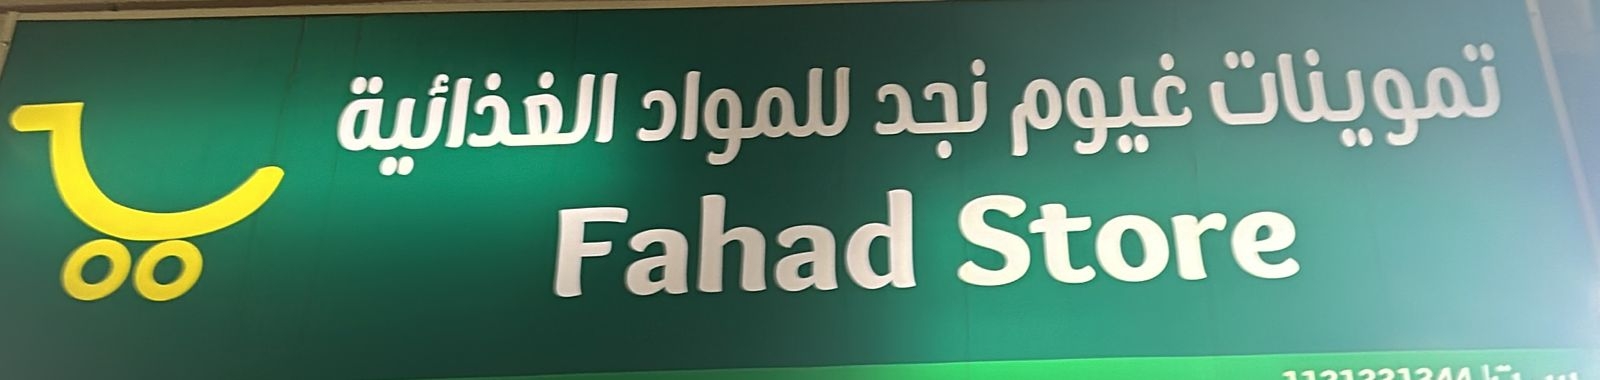 تموينات غيوم نجد للمواد الغذائية
Fahad Store